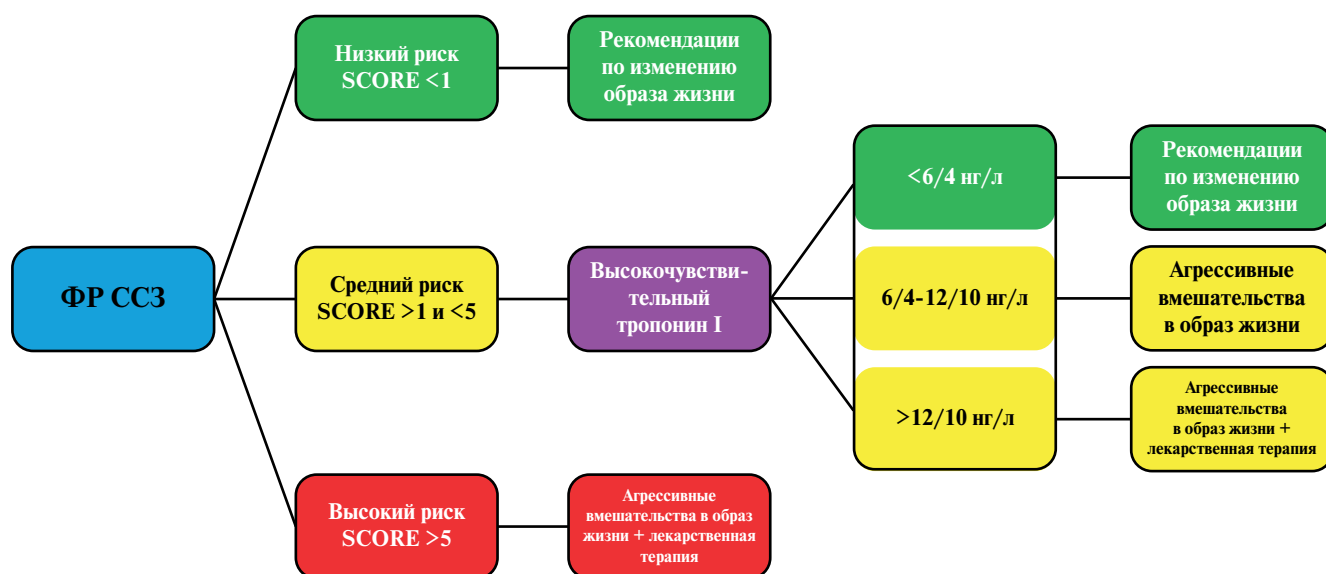 ФР ССЗ
Низкий риск
SCORE <1
Рекомендации
по изменению
образа жизни
Средний риск
SCORE >1 и <5
Высокочувстви-
тельный
тропонин I
<6/4 нг/л
Рекомендации
по изменению
образа жизни
6/4-12/10 нг/л
Агрессивные
вмешательства
в образ жизни
>12/10 нг/л
Агрессивные
вмешательства
в образ жизни +
лекарственная терапия
Высокий риск
SCORE >5
Агрессивные
вмешательства в образ
жизни + лекарственная
терапия